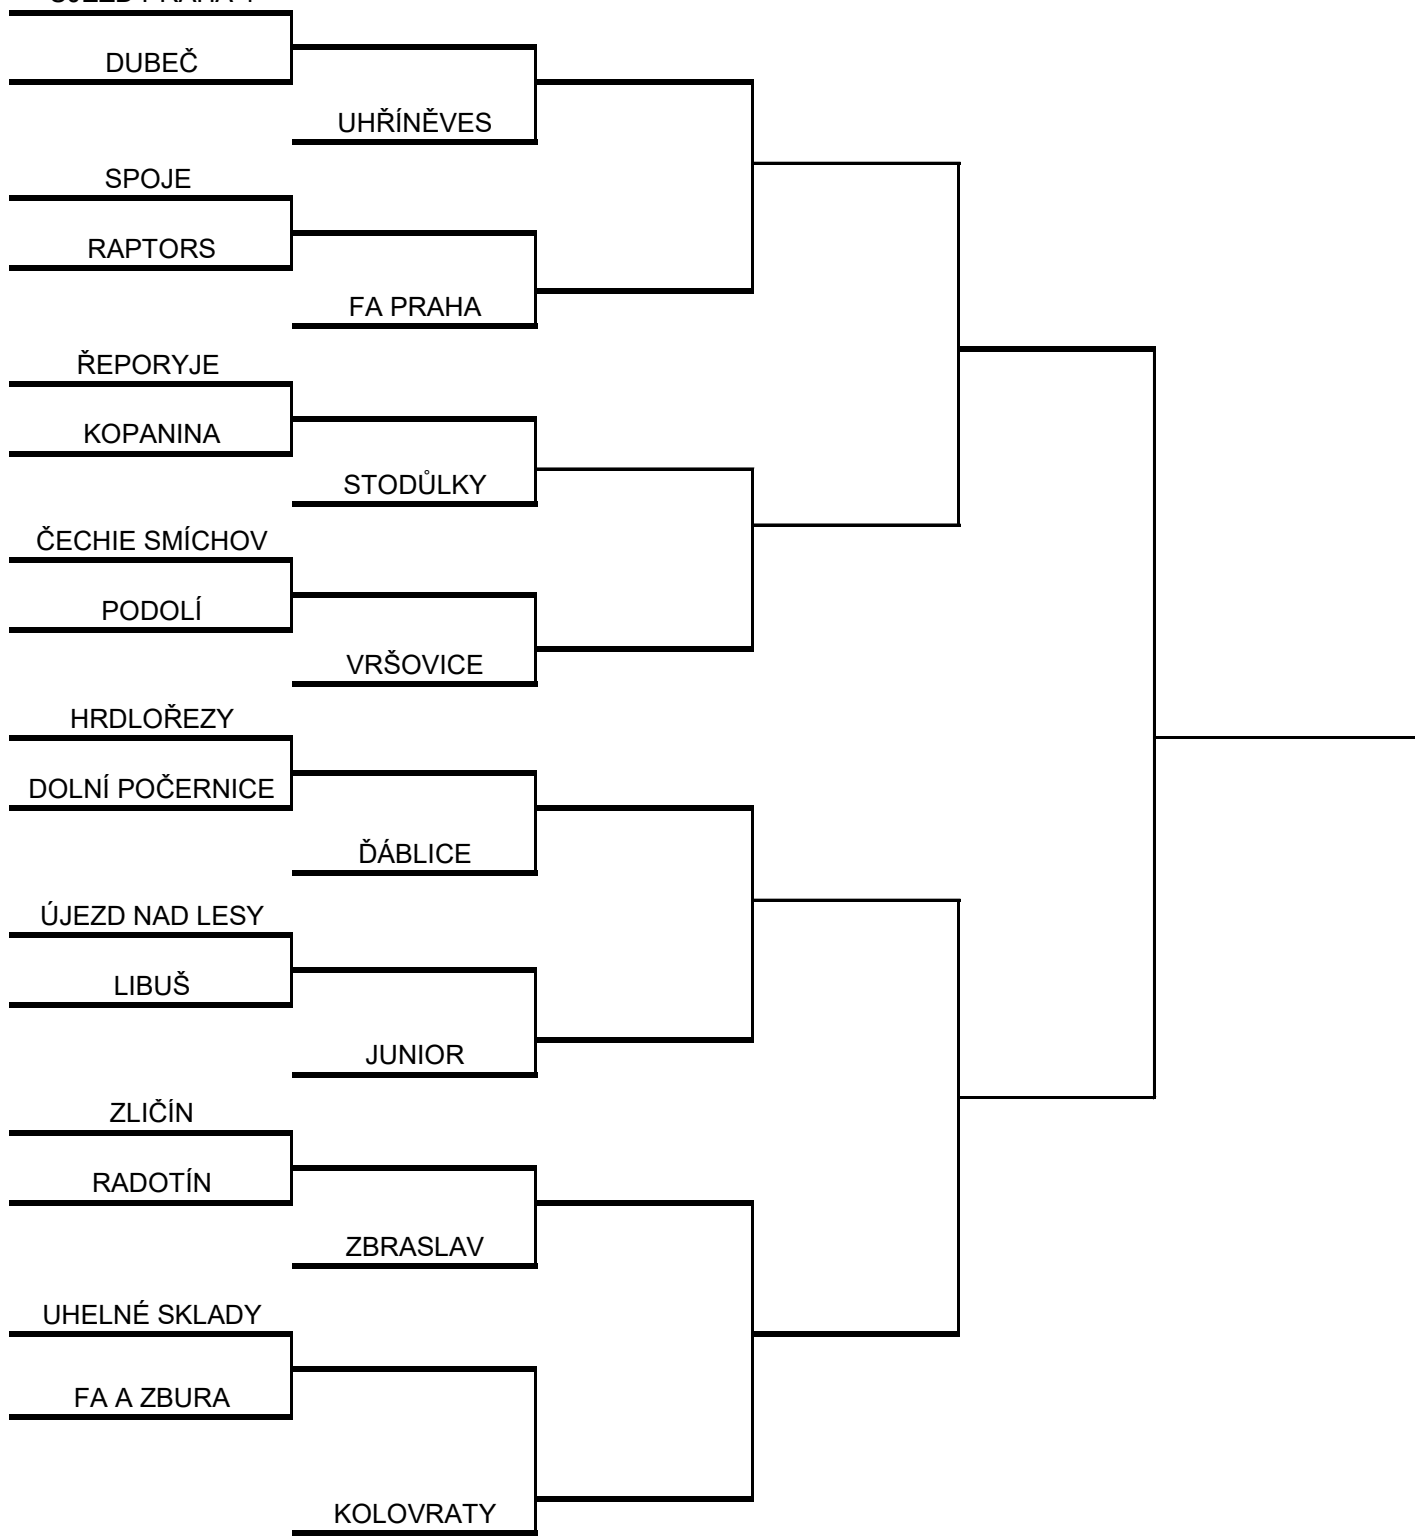 DUBEČ
UHŘÍNĚVES
SPOJE
RAPTORS
FA PRAHA
ŘEPORYJE
KOPANINA
STODŮLKY
ČECHIE SMÍCHOV
PODOLÍ
VRŠOVICE
HRDLOŘEZY
DOLNÍ POČERNICE
ĎÁBLICE
ÚJEZD NAD LESY
LIBUŠ
JUNIOR
ZLIČÍN
RADOTÍN
ZBRASLAV
UHELNÉ SKLADY
FA A ZBURA
KOLOVRATY